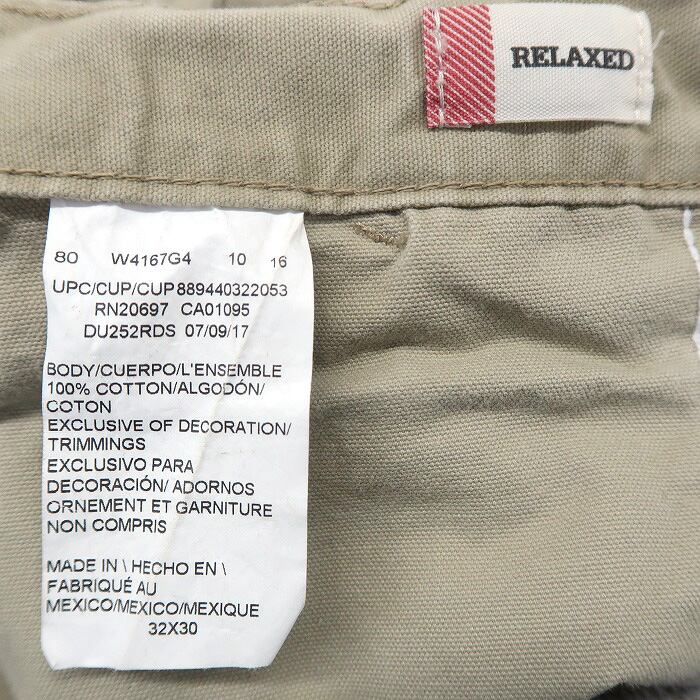 RELAXED
80 W4167G4 10 16
UPC/CUP/CUP889440322053
RN20697 CA01095
DU252RDS 07/09/17
BODY/CUERPO/L'ENSEMBLE
100% COTTON/ALGODÓN/
COTON
EXCLUSIVE OF DECORATION/
TRIMMINGS
EXCLUSIVO PARA
DECORACIÓN/ ADORNOS
ORNEMENT ET GARNITURE
NON COMPRIS
MADE IN \ HECHO EN \
FABRIQUÉ AU
MEXICO/MEXICO/MEXIQUE
32X30